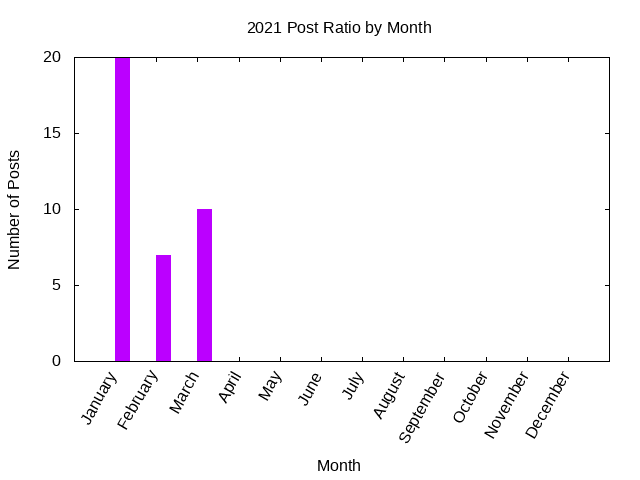 2021 Post Ratio by Month
20
15
10
5
0
Number of Posts
January
February
March
April
May
June
July
August
September
October
November
December
Month